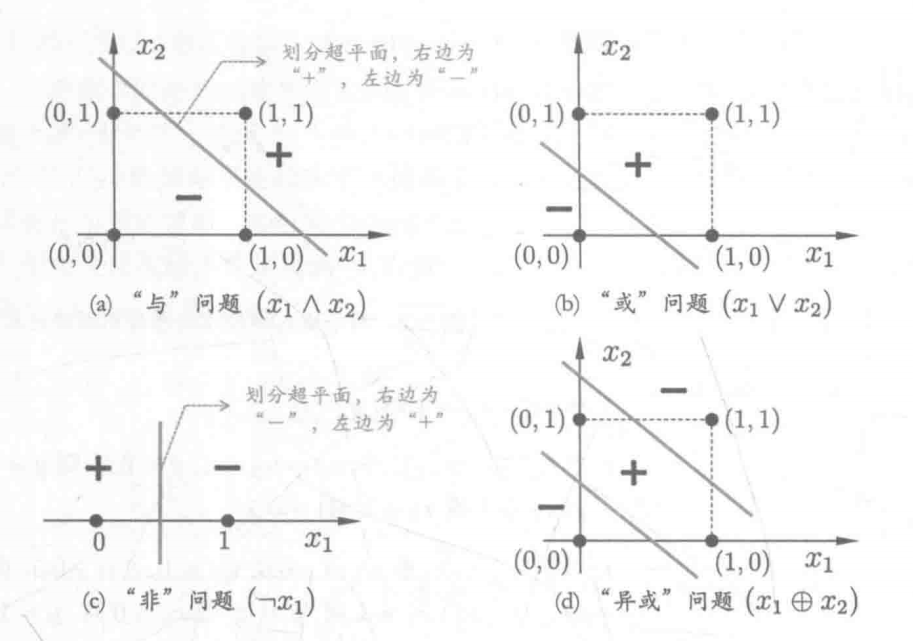 x₂
划分超平面，右边为
“+”，左边为“−”
(0,1)
(1,1)
+
−
(0,0)
(1,0)
x₁
(a) “与”问题 (x₁ ∧ x₂)
x₂
(0,1)
(1,1)
+
−
(0,0)
(1,0)
x₁
(b) “或”问题 (x₁ ∨ x₂)
划分超平面，右边为
“−”，左边为“+”
+
−
0
1
x₁
(c) “非”问题 (¬x₁)
x₂
−
(0,1)
(1,1)
+
−
(0,0)
(1,0)
x₁
(d) “异或”问题 (x₁ ⊕ x₂)